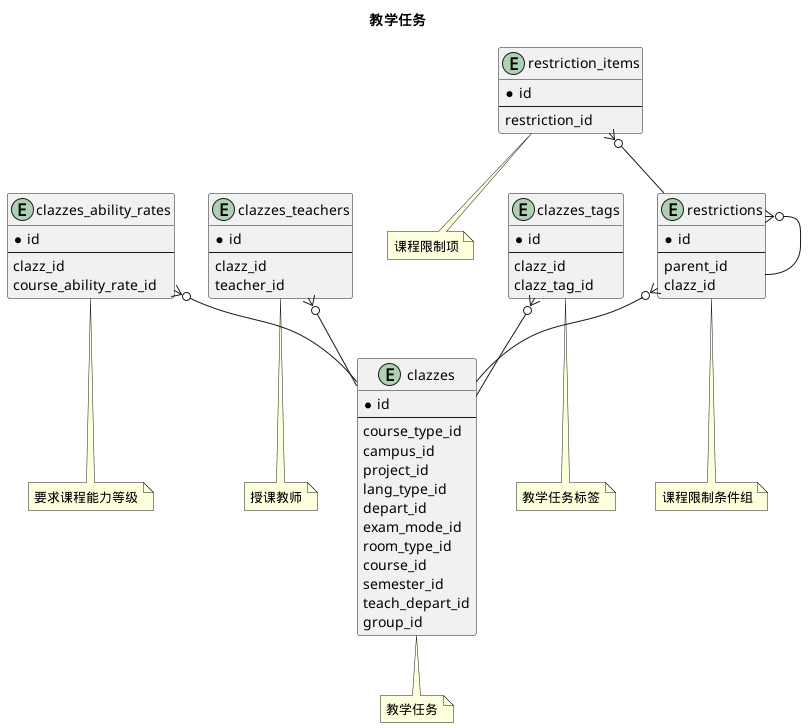 教学任务
E restriction_items
* id
restriction_id
E clazzes_ability_rates
* id
clazz_id
course_ability_rate_id
E clazzes_teachers
* id
clazz_id
teacher_id
课程限制项
E clazzes_tags
* id
clazz_id
clazz_tag_id
E restrictions
* id
parent_id
clazz_id
E clazzes
* id
course_type_id
campus_id
project_id
lang_type_id
depart_id
exam_mode_id
room_type_id
course_id
semester_id
teach_depart_id
group_id
要求课程能力等级
授课教师
教学任务标签
课程限制条件组
教学任务